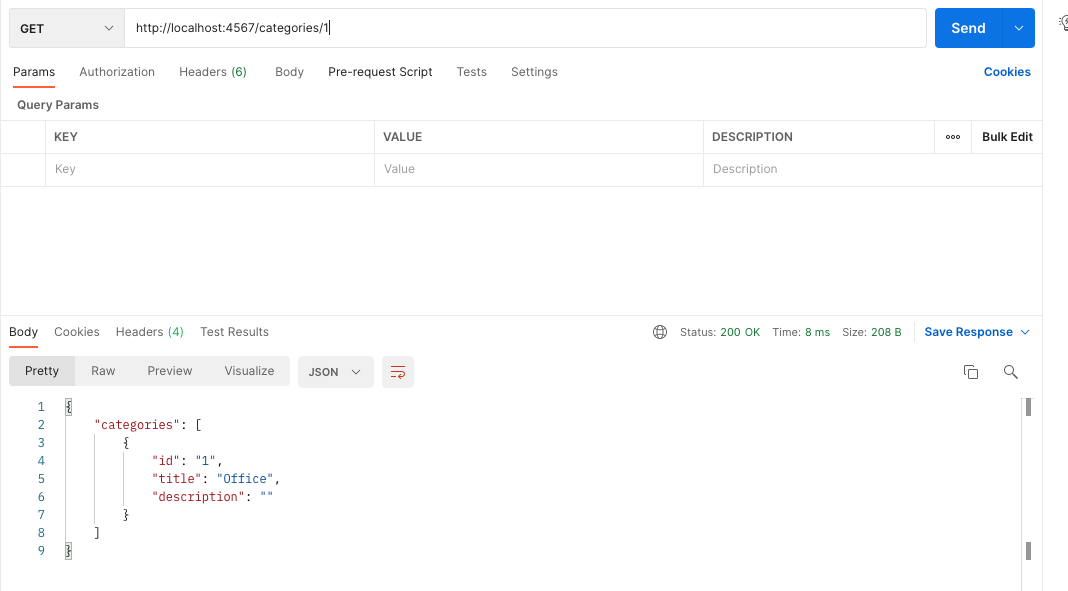 GET http://localhost:4567/categories/1 Send
Params Authorization Headers (6) Body Pre-request Script Tests Settings Cookies
Query Params
KEY VALUE DESCRIPTION ooo Bulk Edit
Key Value Description
Body Cookies Headers (4) Test Results Status: 200 OK Time: 8 ms Size: 208 B Save Response
Pretty Raw Preview Visualize JSON
1 {
2 "categories": [
3 {
4 "id": "1",
5 "title": "Office",
6 "description": ""
7 }
8 ]
9 }